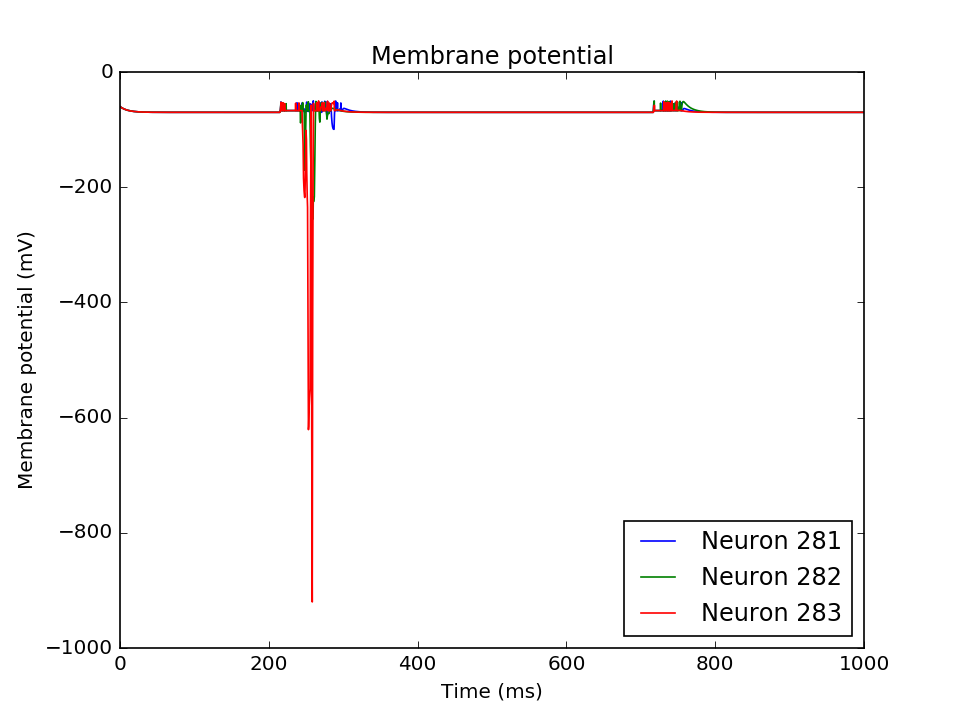 Membrane potential
0
−200
−400
−600
−800
−1000
Membrane potential (mV)
0 200 400 600 800 1000
Time (ms)
Neuron 281
Neuron 282
Neuron 283